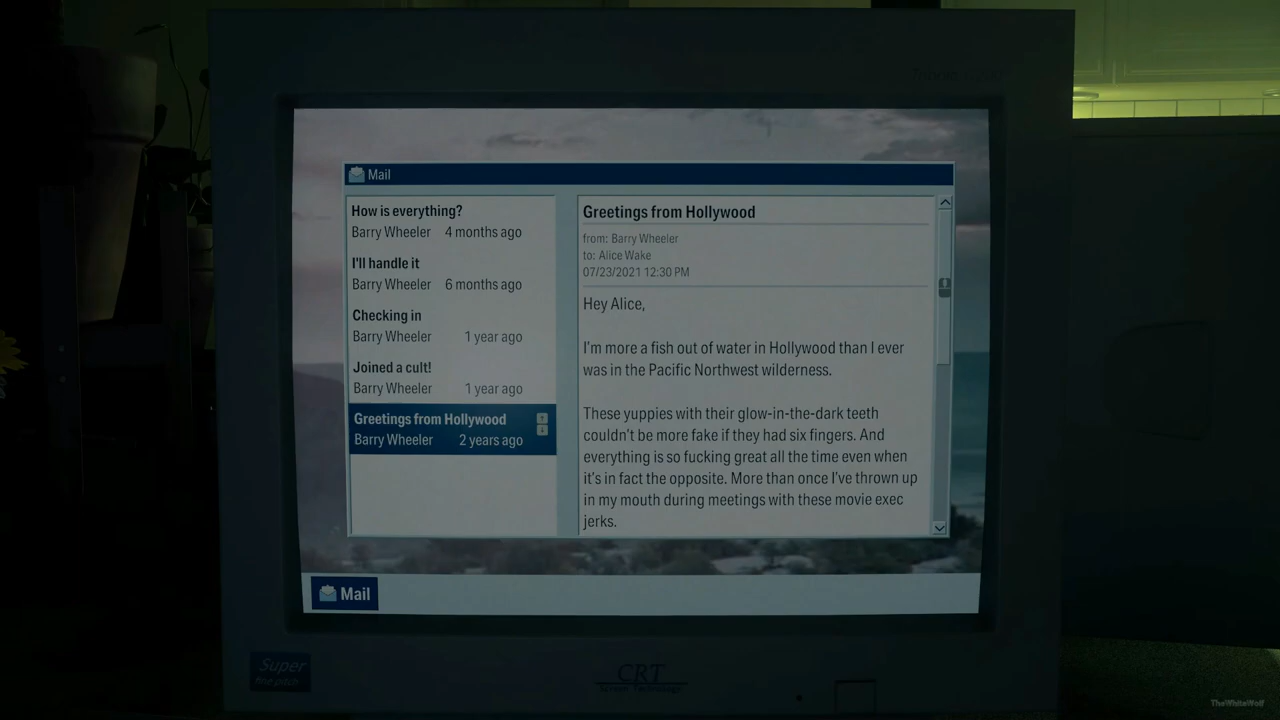 Mail
How is everything?
Barry Wheeler 4 months ago
I'll handle it
Barry Wheeler 6 months ago
Checking in
Barry Wheeler 1 year ago
Joined a cult!
Barry Wheeler 1 year ago
Greetings from Hollywood
Barry Wheeler 2 years ago
Greetings from Hollywood
from: Barry Wheeler
to: Alice Wake
07/23/2021 12:30 PM
Hey Alice,
I'm more a fish out of water in Hollywood than I ever
was in the Pacific Northwest wilderness.
These yuppies with their glow-in-the-dark teeth
couldn't be more fake if they had six fingers. And
everything is so fucking great all the time even when
it's in fact the opposite. More than once I've thrown up
in my mouth during meetings with these movie exec
jerks.
Mail
Super
fine pitch
CRT
TheWhiteWolf